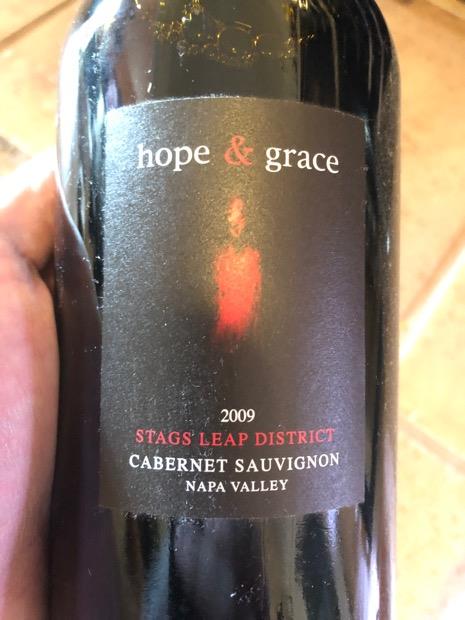 hope & grace
2009
STAGS LEAP DISTRICT
CABERNET SAUVIGNON
NAPA VALLEY